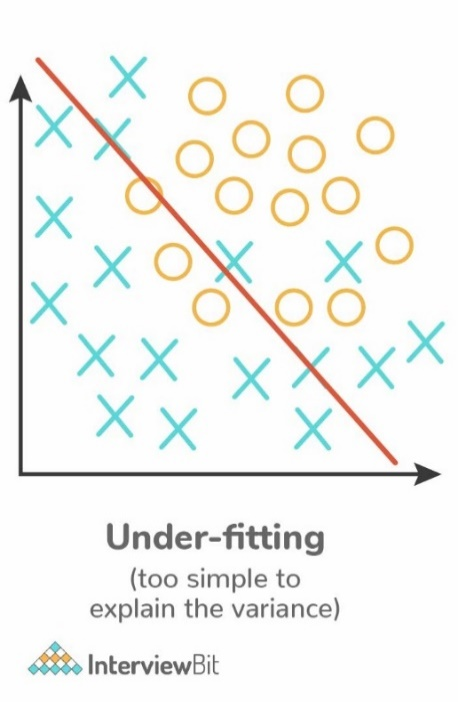 Under-fitting
(too simple to
explain the variance)
InterviewBit